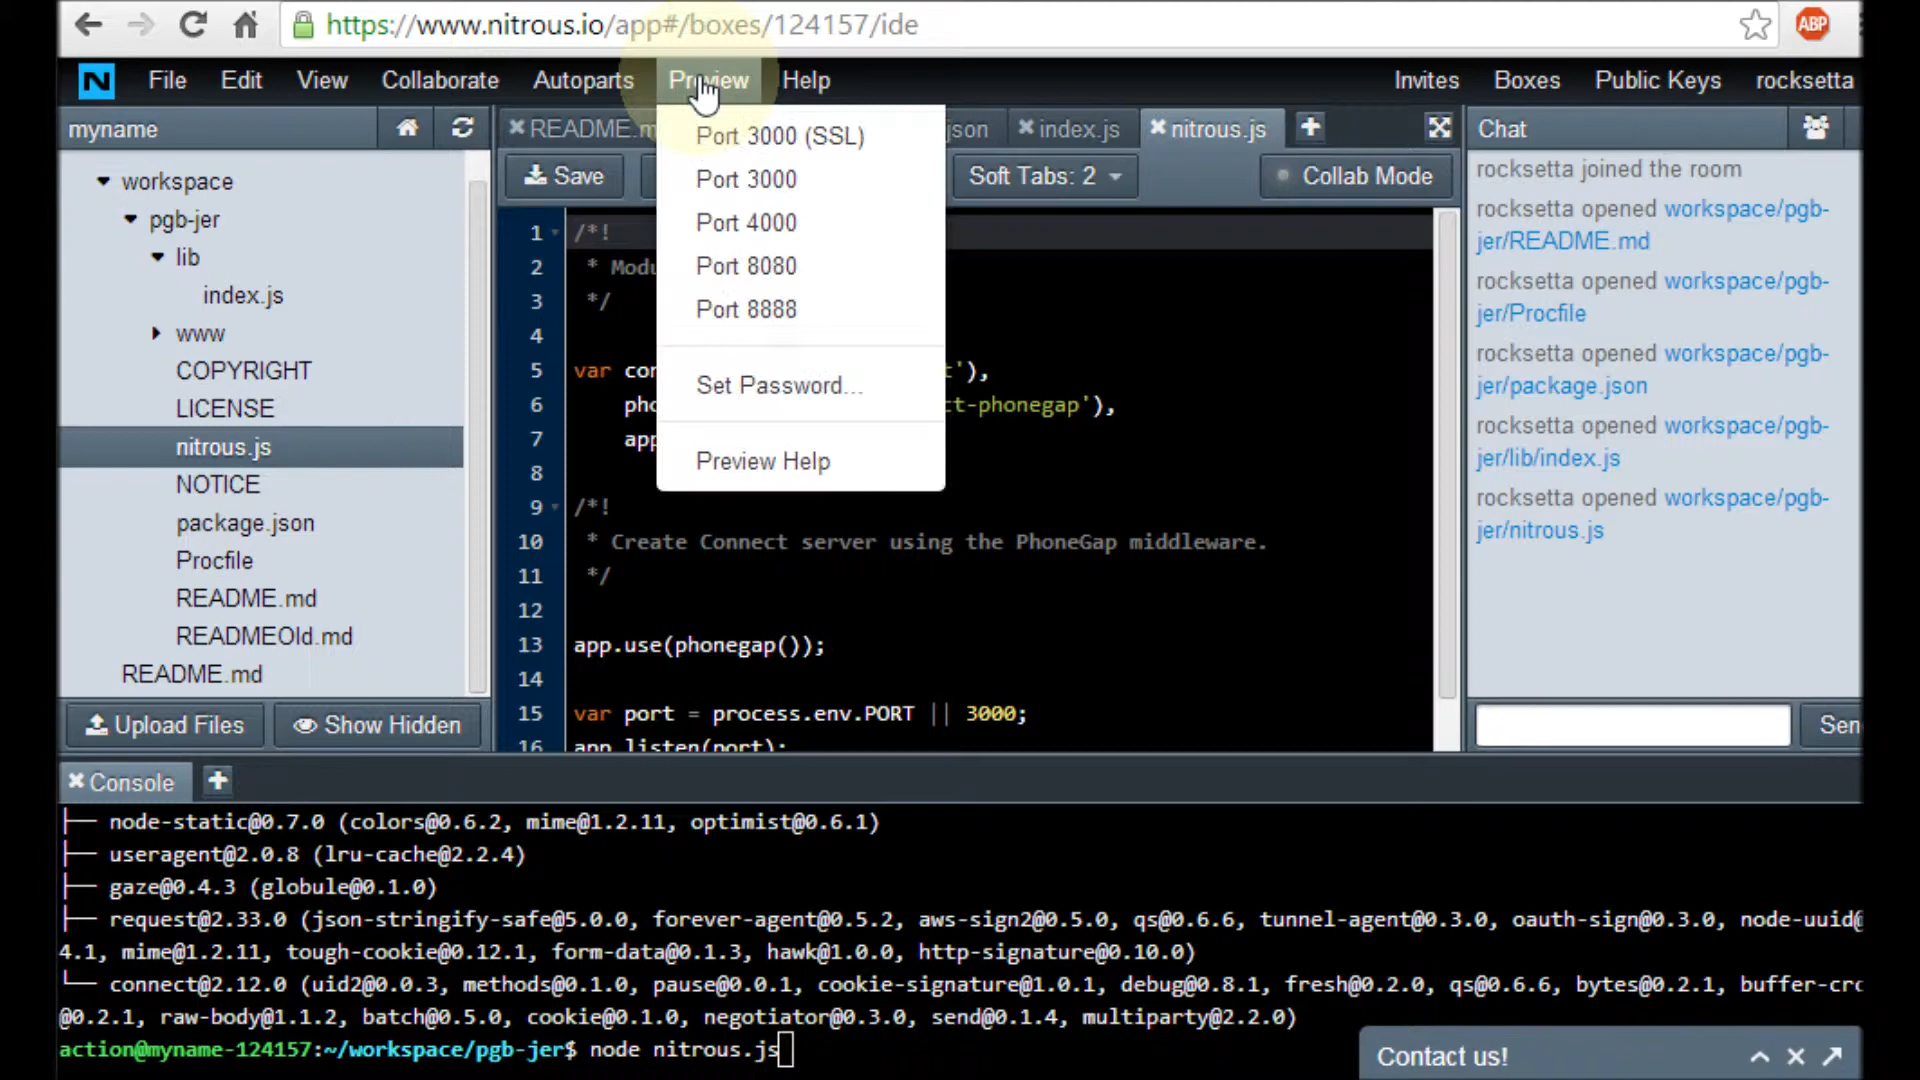 https://www.nitrous.io/app#/boxes/124157/ide
ABP
N File Edit View Collaborate Autoparts Preview Help Invites Boxes Public Keys rocksetta
myname
README.m
json
index.js
nitrous.js
Chat
Save
Soft Tabs: 2
Collab Mode
Port 3000 (SSL)
Port 3000
Port 4000
Port 8080
Port 8888
Set Password...
Preview Help
workspace
pgb-jer
lib
index.js
www
COPYRIGHT
LICENSE
nitrous.js
NOTICE
package.json
Procfile
README.md
READMEOld.md
README.md
Upload Files
Show Hidden
1 /*!
2 * Modu
3 */
4
5 var con t'),
6 pho ct-phonegap'),
7 app
8
9 /*!
10 * Create Connect server using the PhoneGap middleware.
11 */
12
13 app.use(phonegap());
14
15 var port = process.env.PORT || 3000;
16 app.listen(port);
rocksetta joined the room
rocksetta opened workspace/pgb-
jer/README.md
rocksetta opened workspace/pgb-
jer/Procfile
rocksetta opened workspace/pgb-
jer/package.json
rocksetta opened workspace/pgb-
jer/lib/index.js
rocksetta opened workspace/pgb-
jer/nitrous.js
Sen
Console
├── node-static@0.7.0 (colors@0.6.2, mime@1.2.11, optimist@0.6.1)
├── useragent@2.0.8 (lru-cache@2.2.4)
├── gaze@0.4.3 (globule@0.1.0)
├── request@2.33.0 (json-stringify-safe@5.0.0, forever-agent@0.5.2, aws-sign2@0.5.0, qs@0.6.6, tunnel-agent@0.3.0, oauth-sign@0.3.0, node-uuid@
4.1, mime@1.2.11, tough-cookie@0.12.1, form-data@0.1.3, hawk@1.0.0, http-signature@0.10.0)
└── connect@2.12.0 (uid2@0.0.3, methods@0.1.0, pause@0.0.1, cookie-signature@1.0.1, debug@0.8.1, fresh@0.2.0, qs@0.6.6, bytes@0.2.1, buffer-crc
@0.2.1, raw-body@1.1.2, batch@0.5.0, cookie@0.1.0, negotiator@0.3.0, send@0.1.4, multiparty@2.2.0)
action@myname-124157:~/workspace/pgb-jer$ node nitrous.js
Contact us!